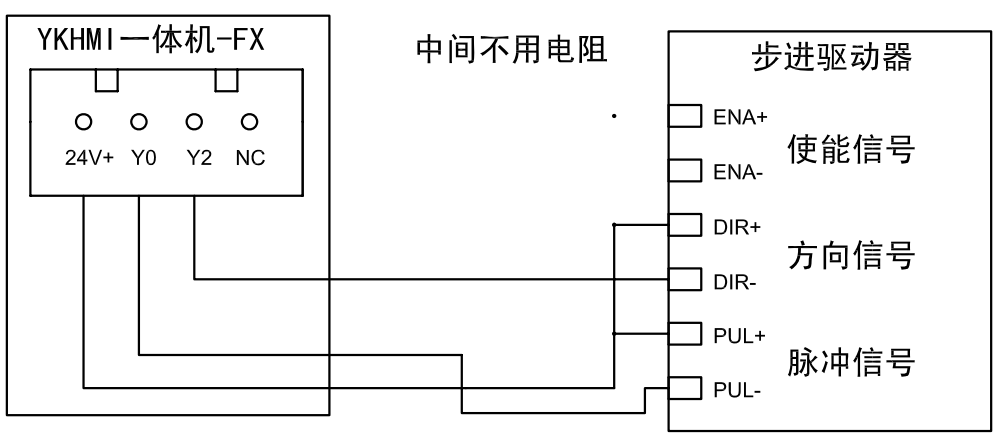 YKHMI一体机-FX
24V+ Y0 Y2 NC
中间不用电阻
步进驱动器
ENA+
使能信号
ENA-
DIR+
方向信号
DIR-
PUL+
脉冲信号
PUL-